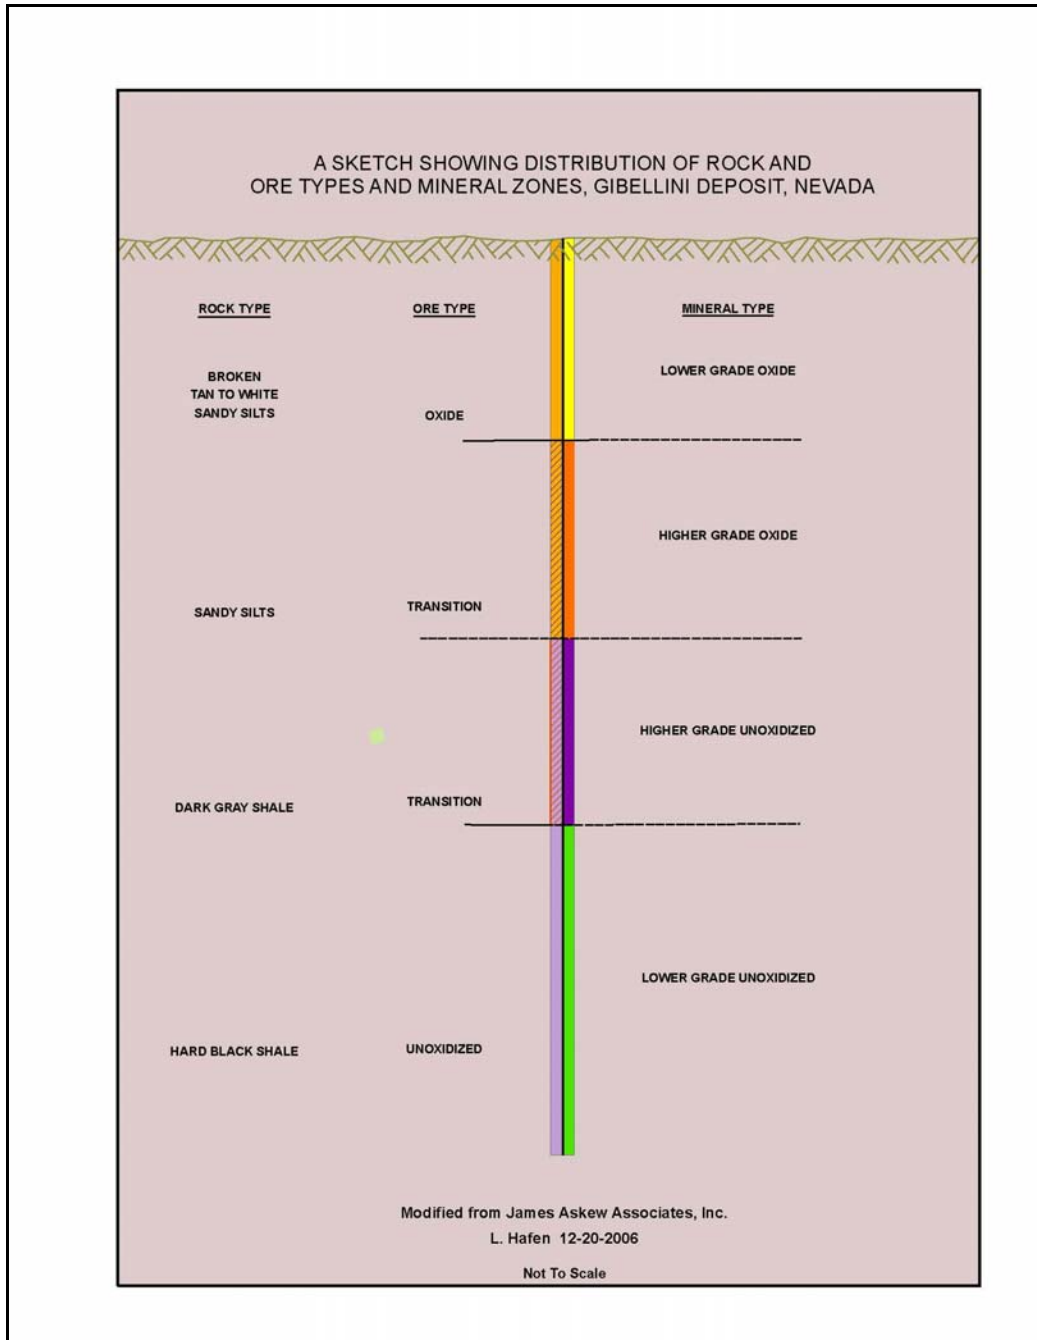 A SKETCH SHOWING DISTRIBUTION OF ROCK AND
ORE TYPES AND MINERAL ZONES, GIBELLINI DEPOSIT, NEVADA
ROCK TYPE
ORE TYPE
MINERAL TYPE
LOWER GRADE OXIDE
BROKEN
TAN TO WHITE
SANDY SILTS
OXIDE
HIGHER GRADE OXIDE
SANDY SILTS
TRANSITION
HIGHER GRADE UNOXIDIZED
DARK GRAY SHALE
TRANSITION
LOWER GRADE UNOXIDIZED
HARD BLACK SHALE
UNOXIDIZED
Modified from James Askew Associates, Inc.
L. Hafen 12-20-2006
Not To Scale